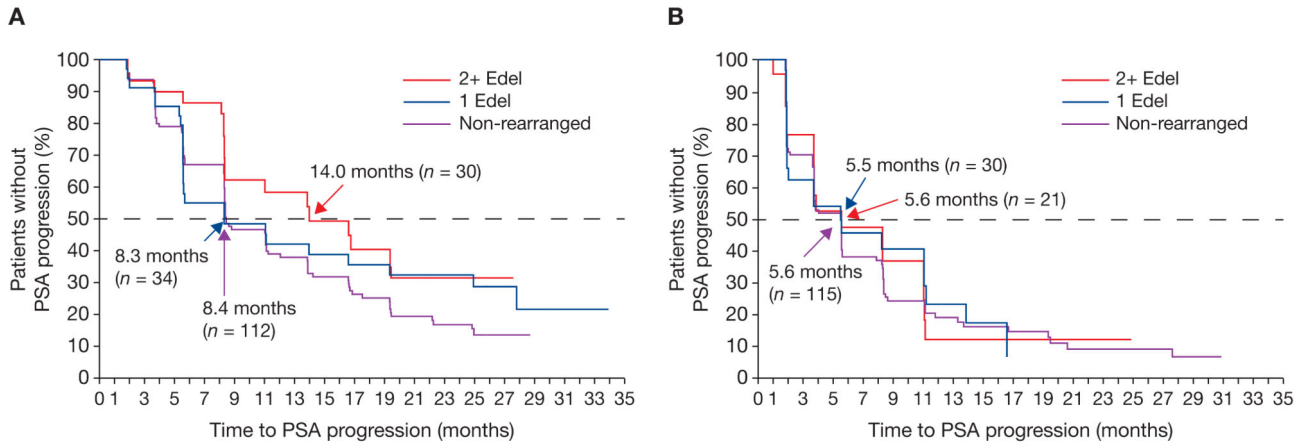 A
Patients without
PSA progression (%)
100
90
80
70
60
50
40
30
20
10
0
2+ Edel
1 Edel
Non-rearranged
14.0 months (n = 30)
8.3 months
(n = 34)
8.4 months
(n = 112)
0 1 3 5 7 9 11 13 15 17 19 21 23 25 27 29 31 33 35
Time to PSA progression (months)
B
Patients without
PSA progression (%)
100
90
80
70
60
50
40
30
20
10
0
2+ Edel
1 Edel
Non-rearranged
5.5 months (n = 30)
5.6 months (n = 21)
5.6 months
(n = 115)
0 1 3 5 7 9 11 13 15 17 19 21 23 25 27 29 31 33 35
Time to PSA progression (months)